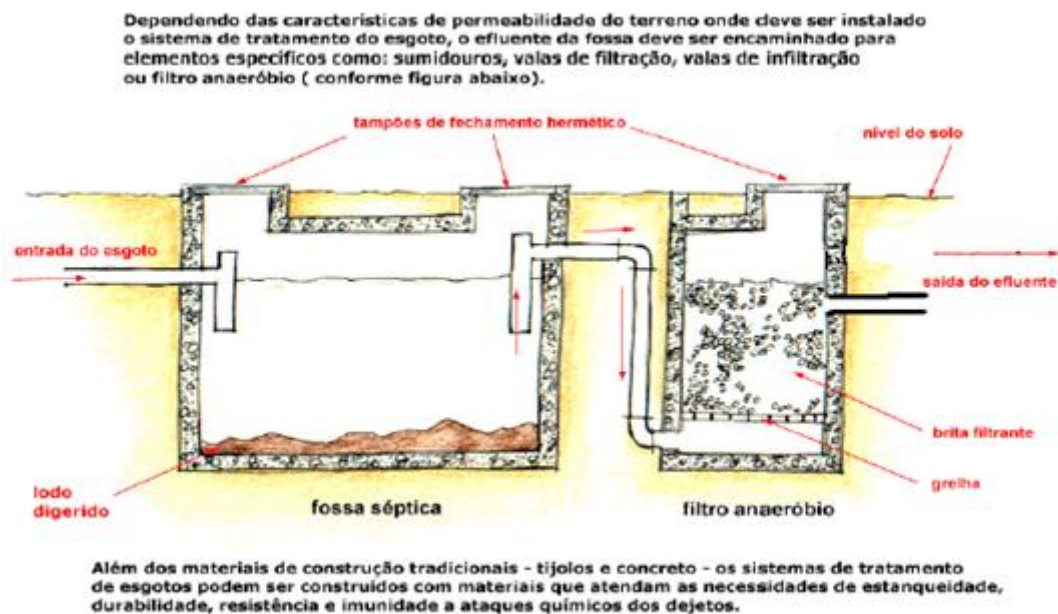 Dependendo das características de permeabilidade do terreno onde deve ser instalado
o sistema de tratamento do esgoto, o efluente da fossa deve ser encaminhado para
elementos específicos como: sumidouros, valas de filtração, valas de infiltração
ou filtro anaeróbio ( conforme figura abaixo).
tampões de fechamento hermético
nível do solo
entrada do esgoto
saída do efluente
brita filtrante
grelha
lodo
digerido
fossa séptica
filtro anaeróbio
Além dos materiais de construção tradicionais - tijolos e concreto - os sistemas de tratamento
de esgotos podem ser construídos com materiais que atendam as necessidades de estanqueidade,
durabilidade, resistência e imunidade a ataques químicos dos dejetos.